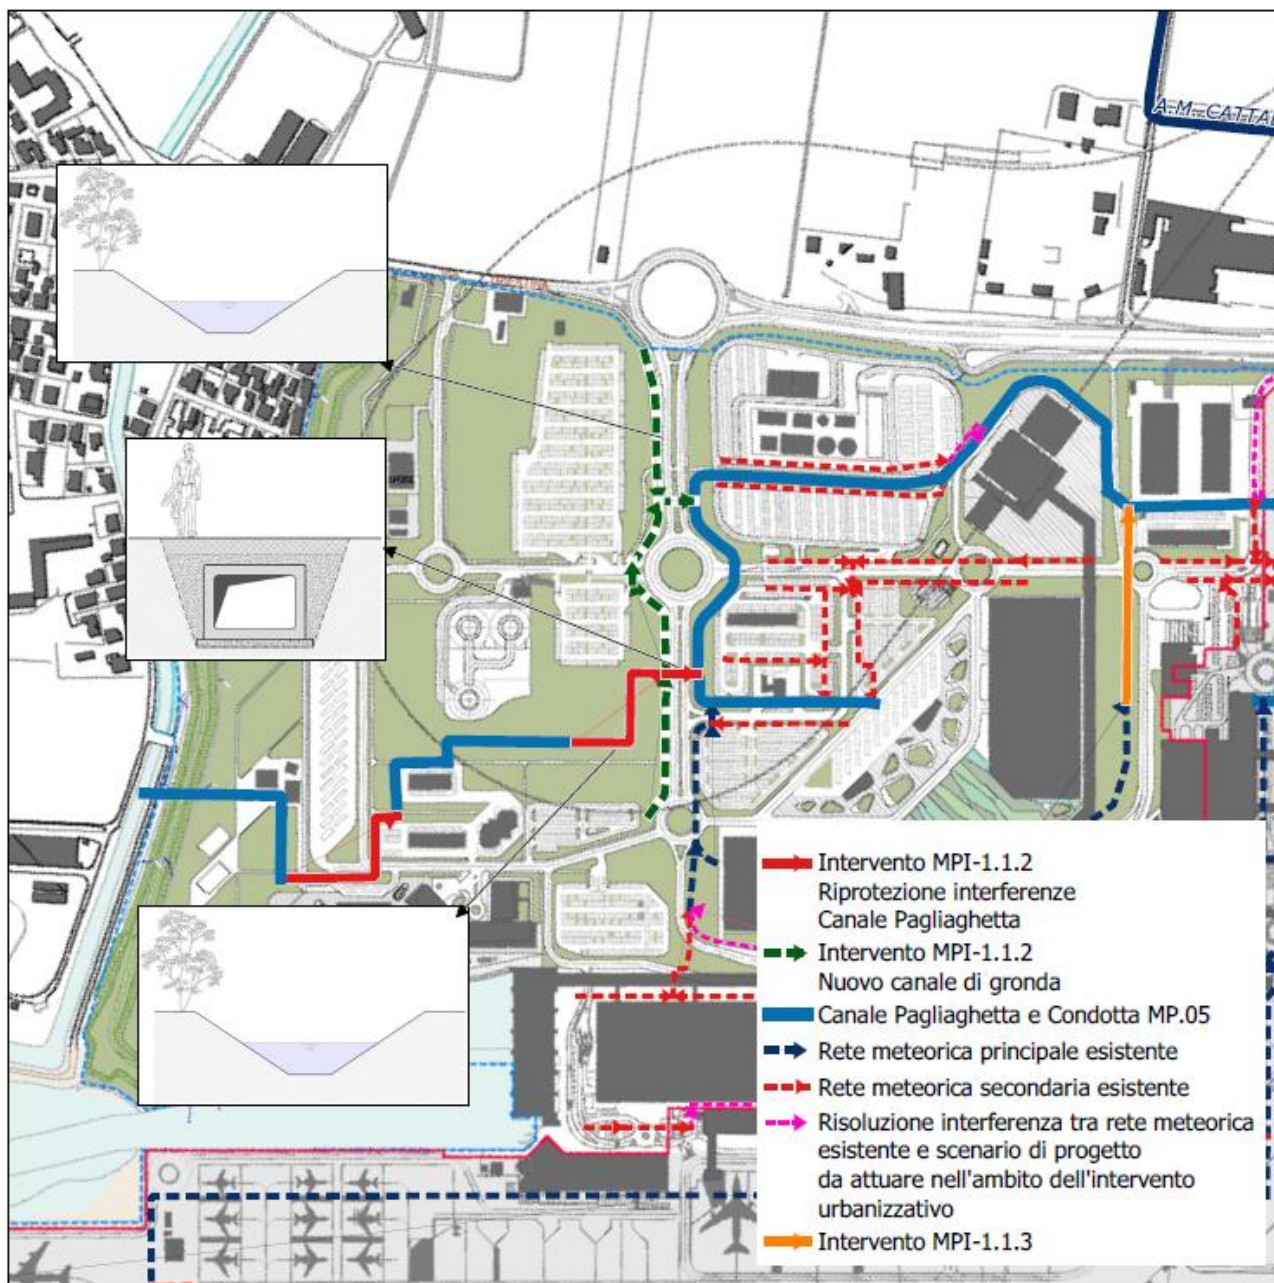 A.M. CATTA
Intervento MPI-1.1.2
Riprotezione interferenze
Canale Pagliaghetta
Intervento MPI-1.1.2
Nuovo canale di gronda
Canale Pagliaghetta e Condotta MP.05
Rete meteorica principale esistente
Rete meteorica secondaria esistente
Risoluzione interferenza tra rete meteorica
esistente e scenario di progetto
da attuare nell'ambito dell'intervento
urbanizzativo
Intervento MPI-1.1.3